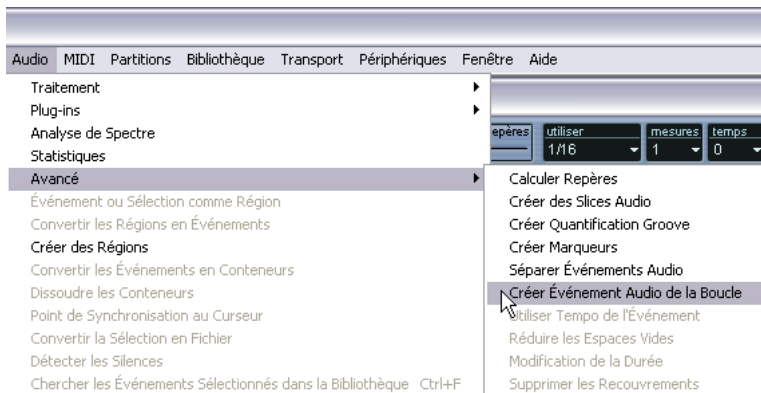 Audio MIDI Partitions Bibliothèque Transport Périphériques Fenêtre Aide
Traitement
Plug-ins
Analyse de Spectre
Statistiques
Avancé
Événement ou Sélection comme Région
Convertir les Régions en Événements
Créer des Régions
Convertir les Événements en Conteneurs
Dissoudre les Conteneurs
Point de Synchronisation au Curseur
Convertir la Sélection en Fichier
Détecter les Silences
Chercher les Événements Sélectionnés dans la Bibliothèque Ctrl+F
epères utiliser mesures temps
1/16 1 0
Calculer Repères
Créer des Slices Audio
Créer Quantification Groove
Créer Marqueurs
Séparer Événements Audio
Créer Événement Audio de la Boucle
Utiliser Tempo de l'Événement
Réduire les Espaces Vides
Modification de la Durée
Supprimer les Recouvrements